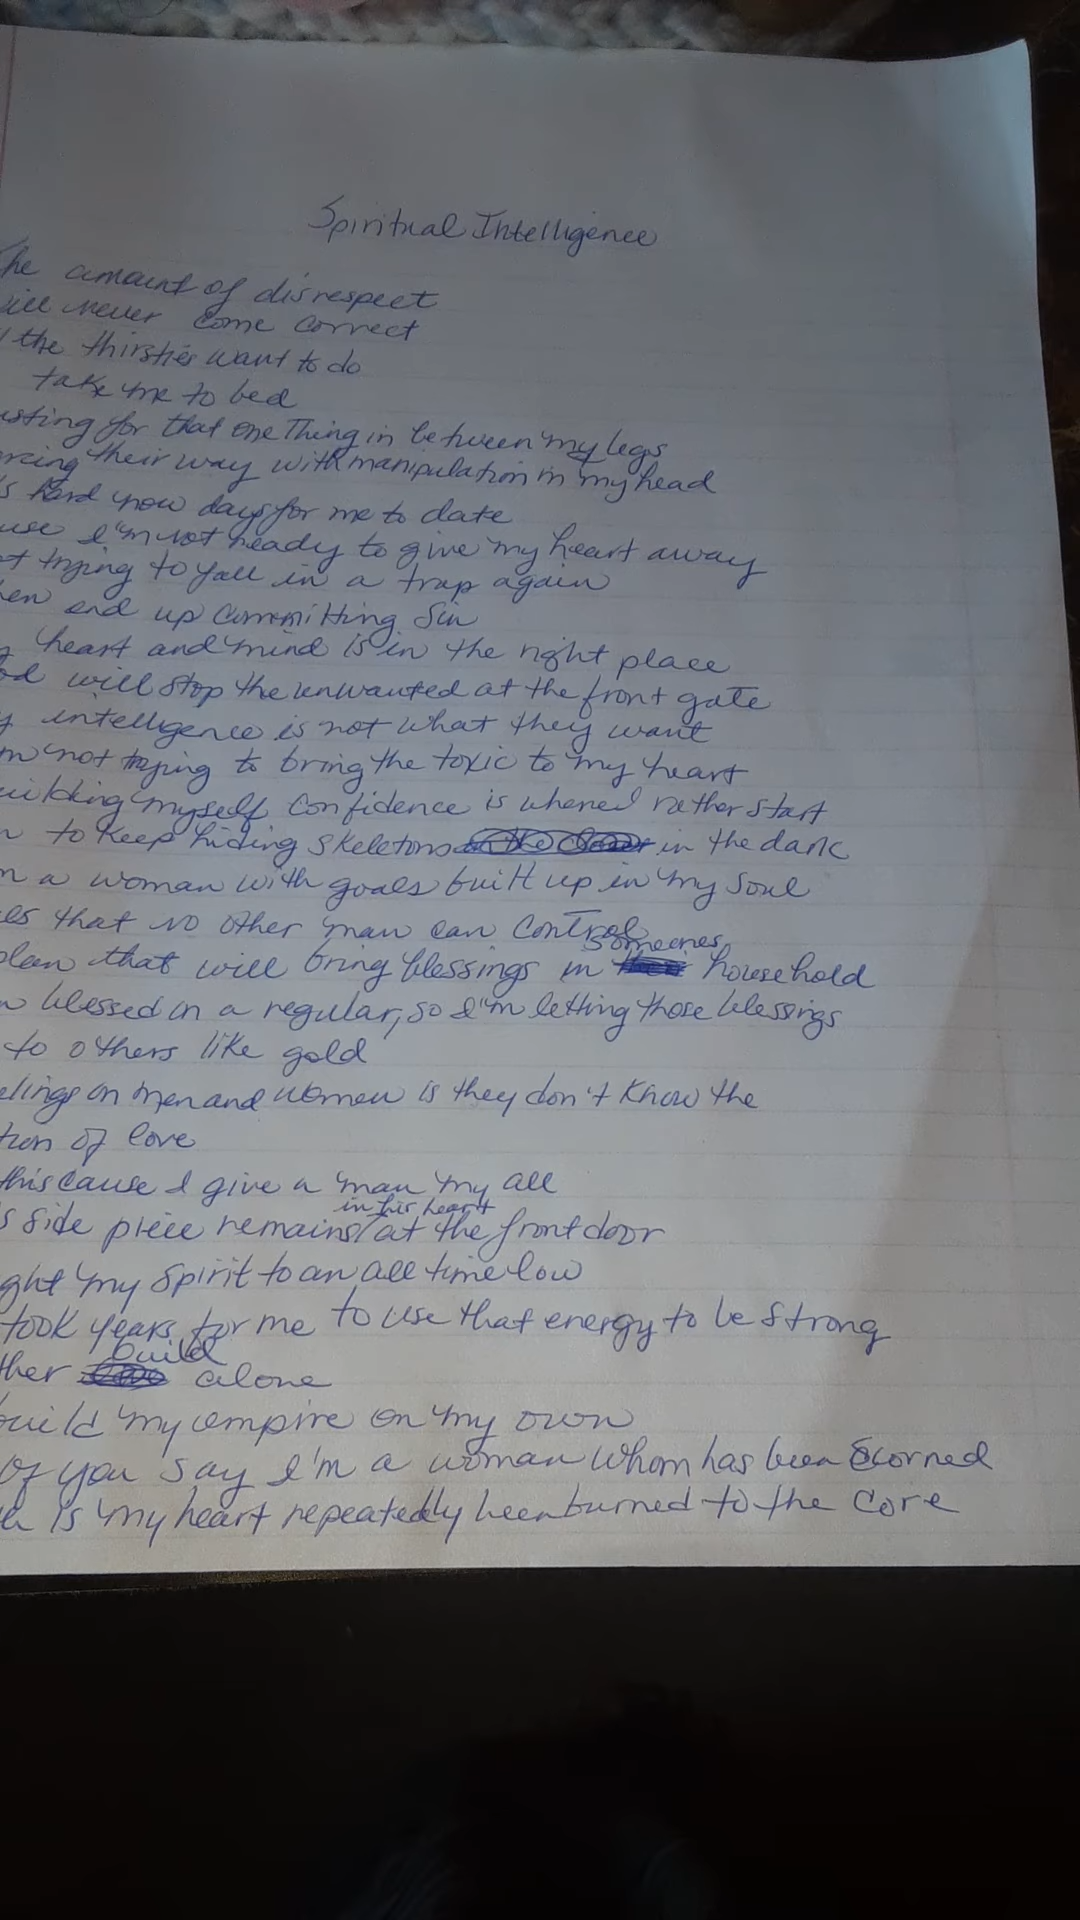 Spiritual Intelligence
The amount of disrespect
ill never come correct
the thirsties want to do
take me to bed
usting for that one Thing in between my legs
rcing their way with manipulation in my head
s hard now days for me to date
use I'm not ready to give my heart away
t trying to fall in a trap again
en end up committing Sin
heart and mind is in the right place
od will stop the unwanted at the front gate
y intelligence is not what they want
m not trying to bring the toxic to my heart
uilding myself confidence is where I rather start
n to keep hiding skeletons in the dark
m a woman with goals built up in my soul
les that no other man can control
plan that will bring blessings in someones household
blessed on a regular, so I'm letting those blessings
to others like gold
elings on men and women is they don't know the
tion of love
this cause I give a man my all
s side piece remains in his heart at the front door
ght my spirit to an all time low
took years for me to use that energy to be strong
ther build alone
build my empire on my own
Of you say I'm a woman whom has been scorned
is my heart repeatedly been burned to the core